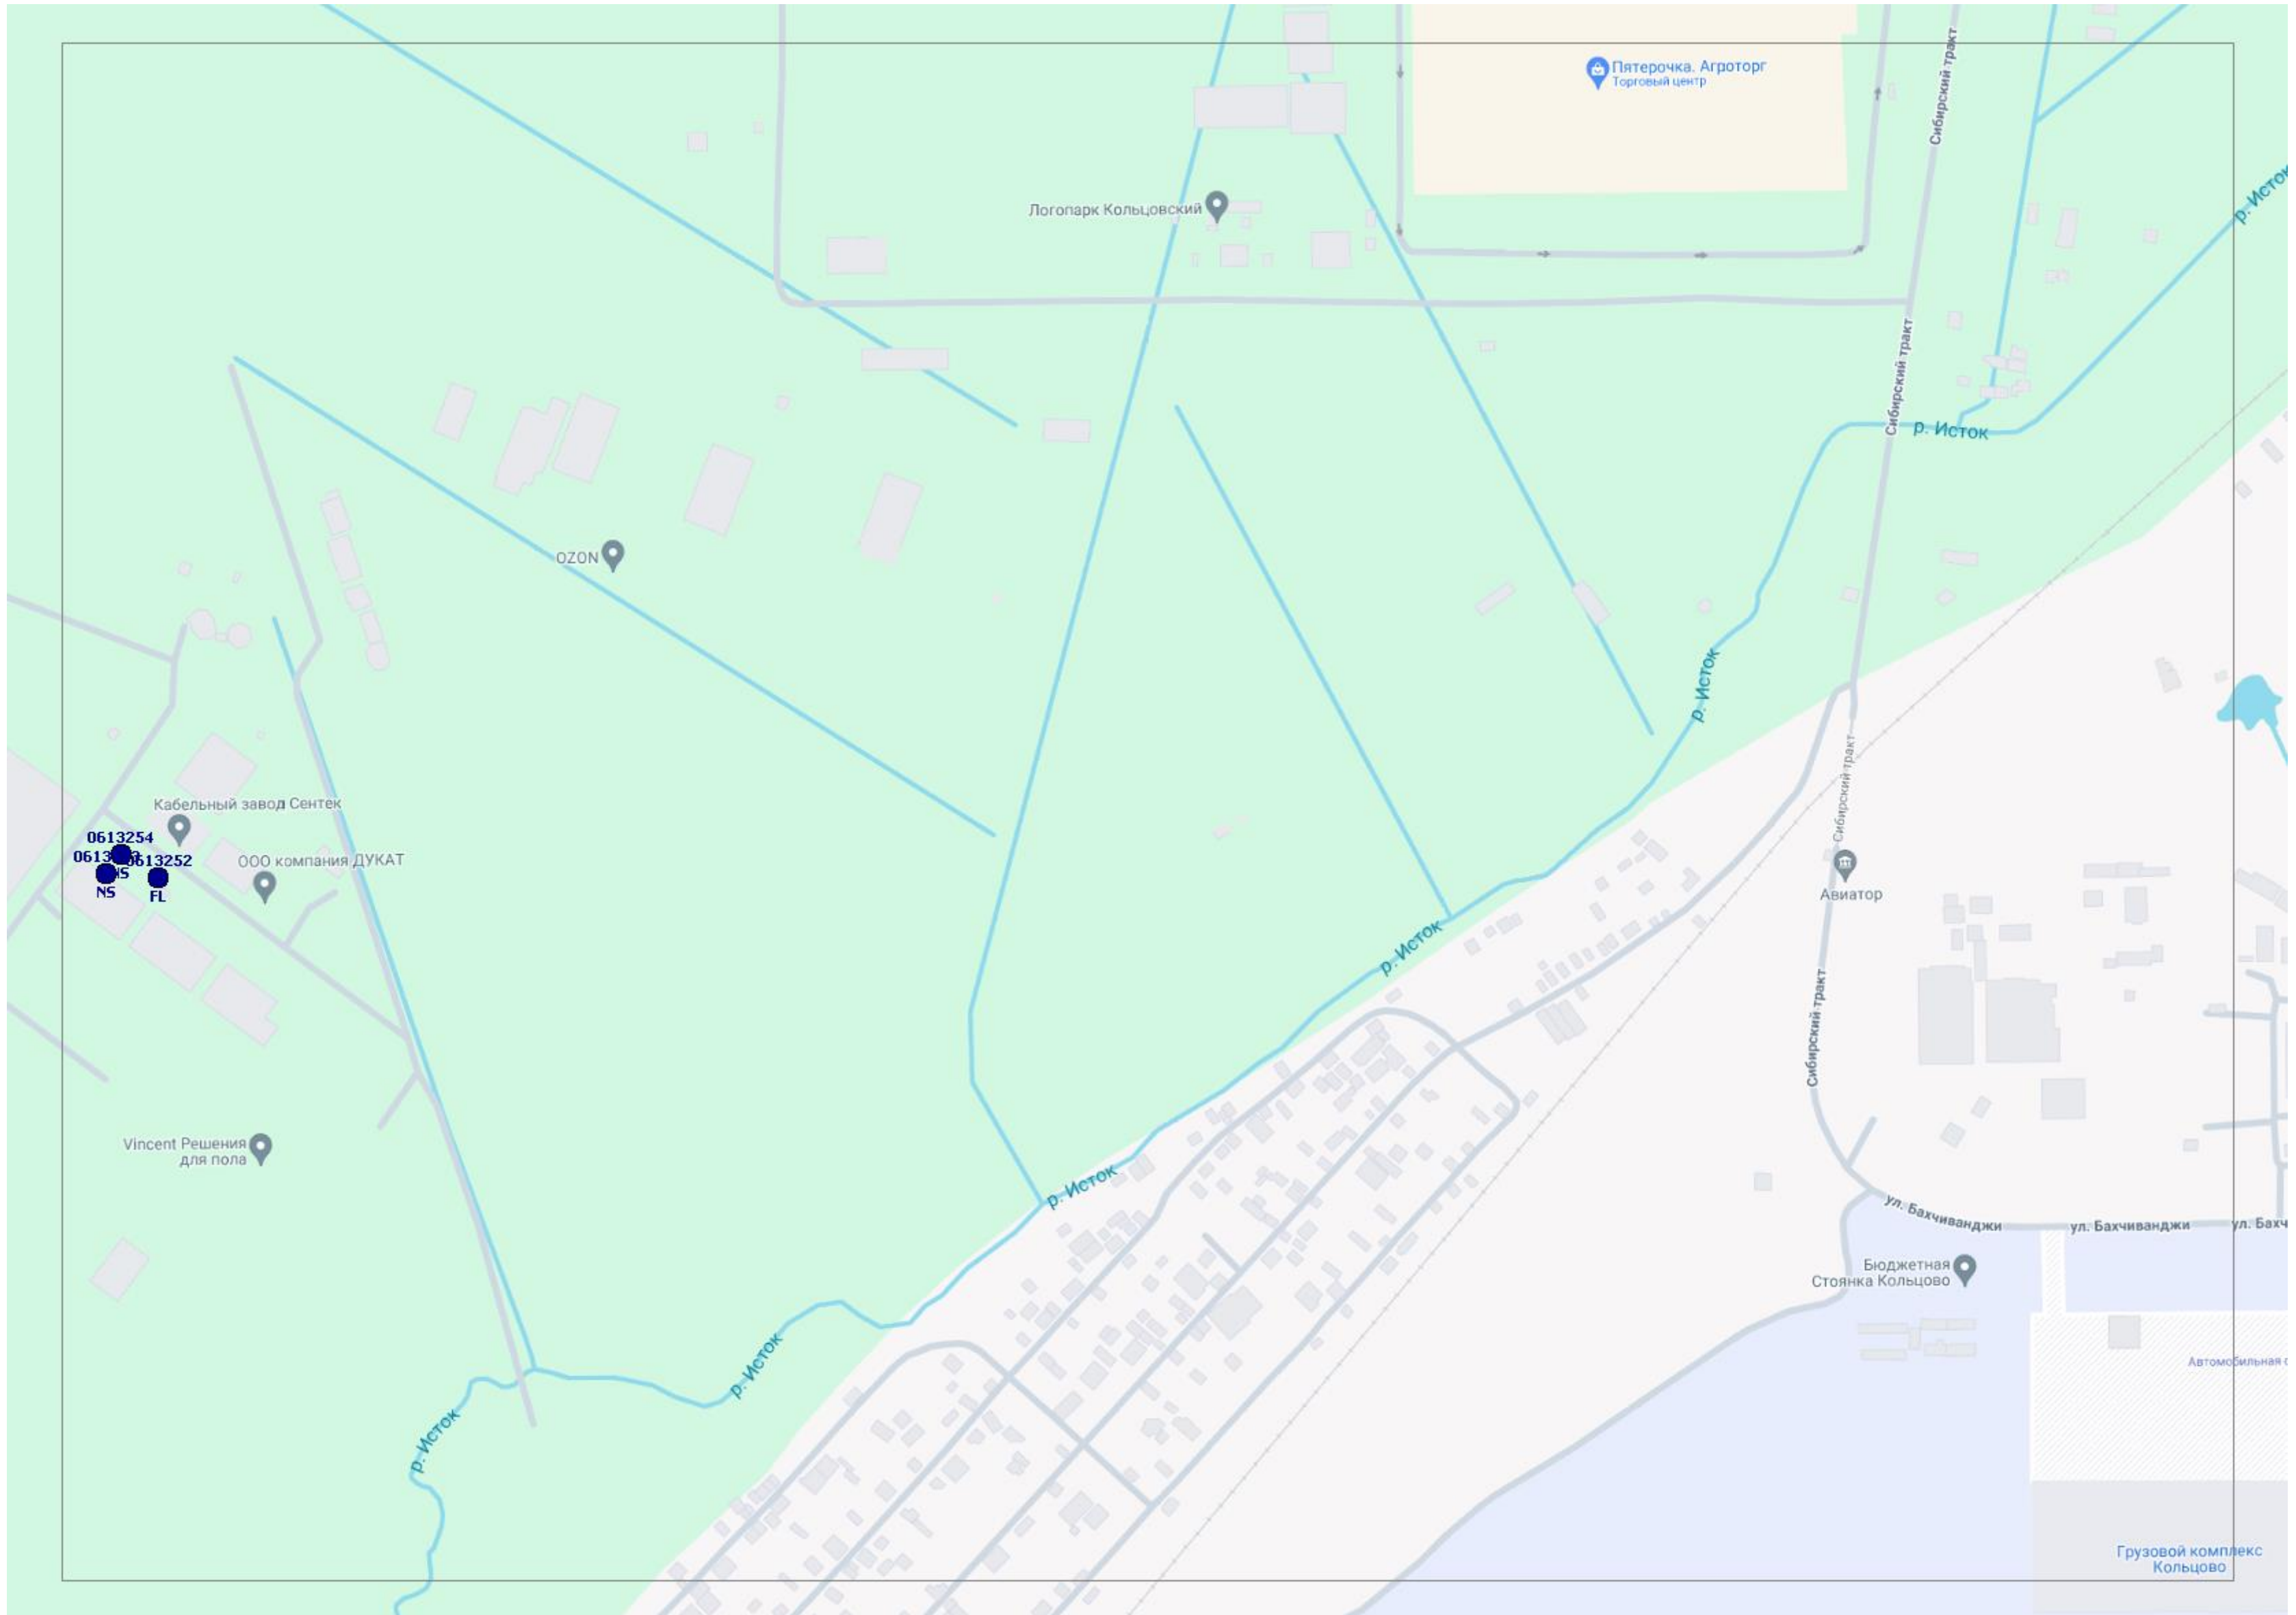 Сибирский тракт
Пятерочка. Агроторг
Торговый центр
р. Исток
Логопарк Кольцовский
Сибирский тракт
р. Исток
OZON
р. Исток
Сибирский тракт
Кабельный завод Сентек
0613254
0613252
ООО компания ДУКАТ
NS
FL
Авиатор
р. Исток
Сибирский тракт
Vincent Решения
для пола
р. Исток
ул. Бахчиванджи
ул. Бахчиванджи
ул.
Бюджетная
Стоянка Кольцово
р. Исток
Автомобильная
р. Исток
Грузовой комплекс
Кольцово